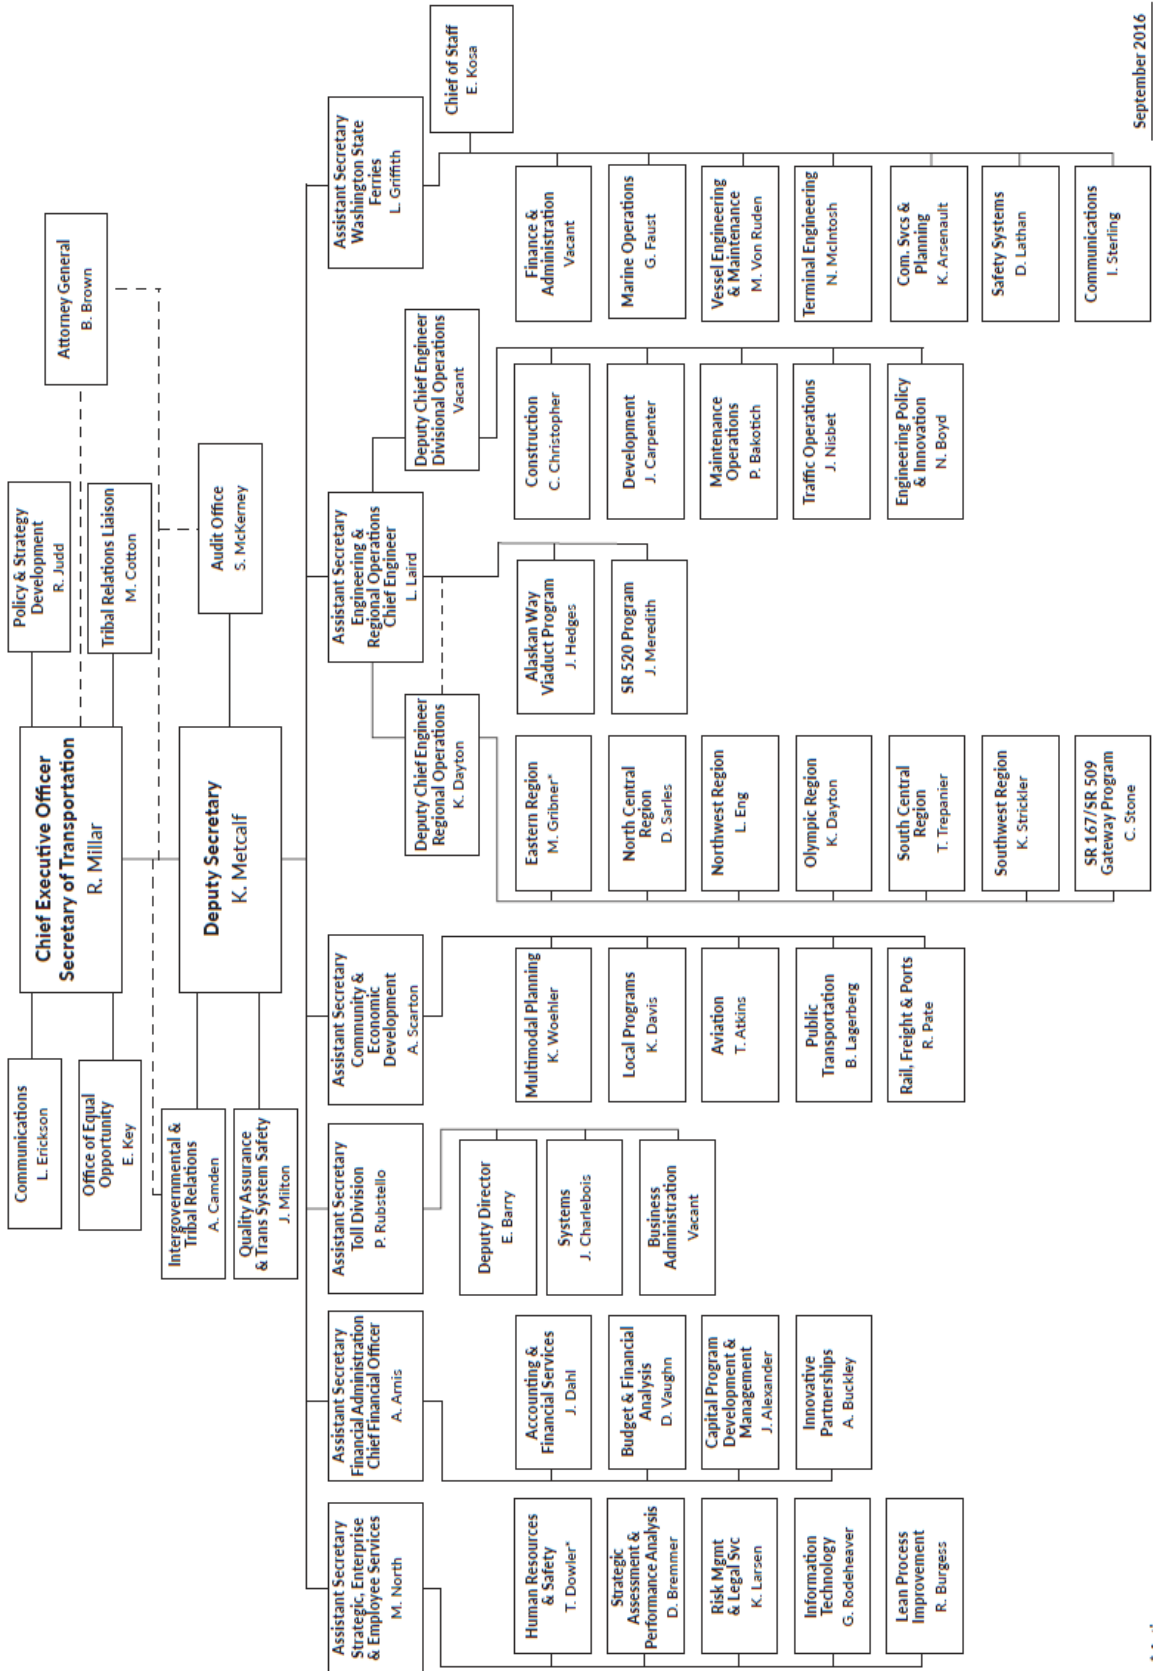 Chief Executive Officer
Secretary of Transportation
R. Millar
Communications
L. Erickson
Office of Equal
Opportunity
E. Key
Policy & Strategy
Development
R. Judd
Tribal Relations Liaison
M. Cotton
Attorney General
B. Brown
Deputy Secretary
K. Metcalf
Intergovernmental &
Tribal Relations
A. Camden
Quality Assurance
& Trans System Safety
J. Milton
Audit Office
S. McKerney
Assistant Secretary
Strategic, Enterprise
& Employee Services
M. North
Human Resources
& Safety
T. Dowler*
Strategic
Assessment &
Performance Analysis
D. Bremmer
Risk Mgmt
& Legal Svc
K. Larsen
Information
Technology
G. Rodeheaver
Lean Process
Improvement
R. Burgess
Assistant Secretary
Financial Administration
Chief Financial Officer
A. Arnis
Accounting &
Financial Services
J. Dahl
Budget & Financial
Analysis
D. Vaughn
Capital Program
Development &
Management
J. Alexander
Innovative
Partnerships
A. Buckley
Assistant Secretary
Toll Division
P. Rubstello
Deputy Director
E. Barry
Systems
J. Charlebois
Business
Administration
Vacant
Assistant Secretary
Community &
Economic
Development
A. Scarton
Multimodal Planning
K. Woehler
Local Programs
K. Davis
Aviation
T. Atkins
Public
Transportation
B. Lagerberg
Rail, Freight & Ports
R. Pate
Assistant Secretary
Engineering &
Regional Operations
Chief Engineer
L. Laird
Deputy Chief Engineer
Regional Operations
K. Dayton
Eastern Region
M. Gribner*
North Central
Region
D. Sarles
Northwest Region
L. Eng
Olympic Region
K. Dayton
South Central
Region
T. Trepanier
Southwest Region
K. Strickler
SR 167/SR 509
Gateway Program
C. Stone
Alaskan Way
Viaduct Program
J. Hedges
SR 520 Program
J. Meredith
Deputy Chief Engineer
Divisional Operations
Vacant
Construction
C. Christopher
Development
J. Carpenter
Maintenance
Operations
P. Bakotich
Traffic Operations
J. Nisbet
Engineering Policy
& Innovation
N. Boyd
Assistant Secretary
Washington State
Ferries
L. Griffith
Chief of Staff
E. Kosa
Finance &
Administration
Vacant
Marine Operations
G. Faust
Vessel Engineering
& Maintenance
M. Von Ruden
Terminal Engineering
N. McIntosh
Com. Svcs &
Planning
K. Arsenault
Safety Systems
D. Lathan
Communications
I. Sterling
September 2016